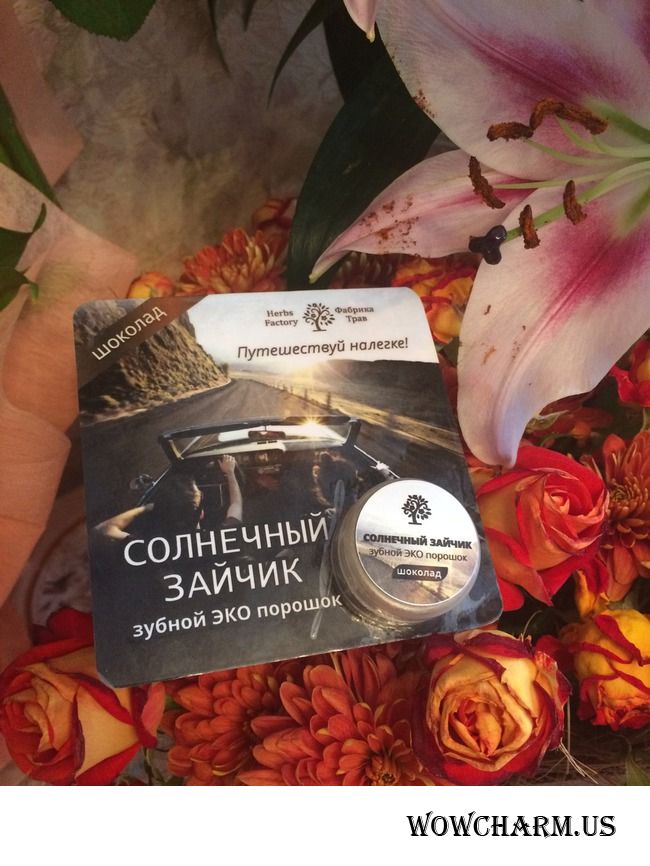 шоколад
Herbs
Factory
Фабрика
Трав
Путешествуй налегке!
СОЛНЕЧНЫЙ
ЗАЙЧИК
зубной ЭКО порошок
СОЛНЕЧНЫЙ ЗАЙЧИК
зубной ЭКО порошок
шоколад
WOWCHARM.US